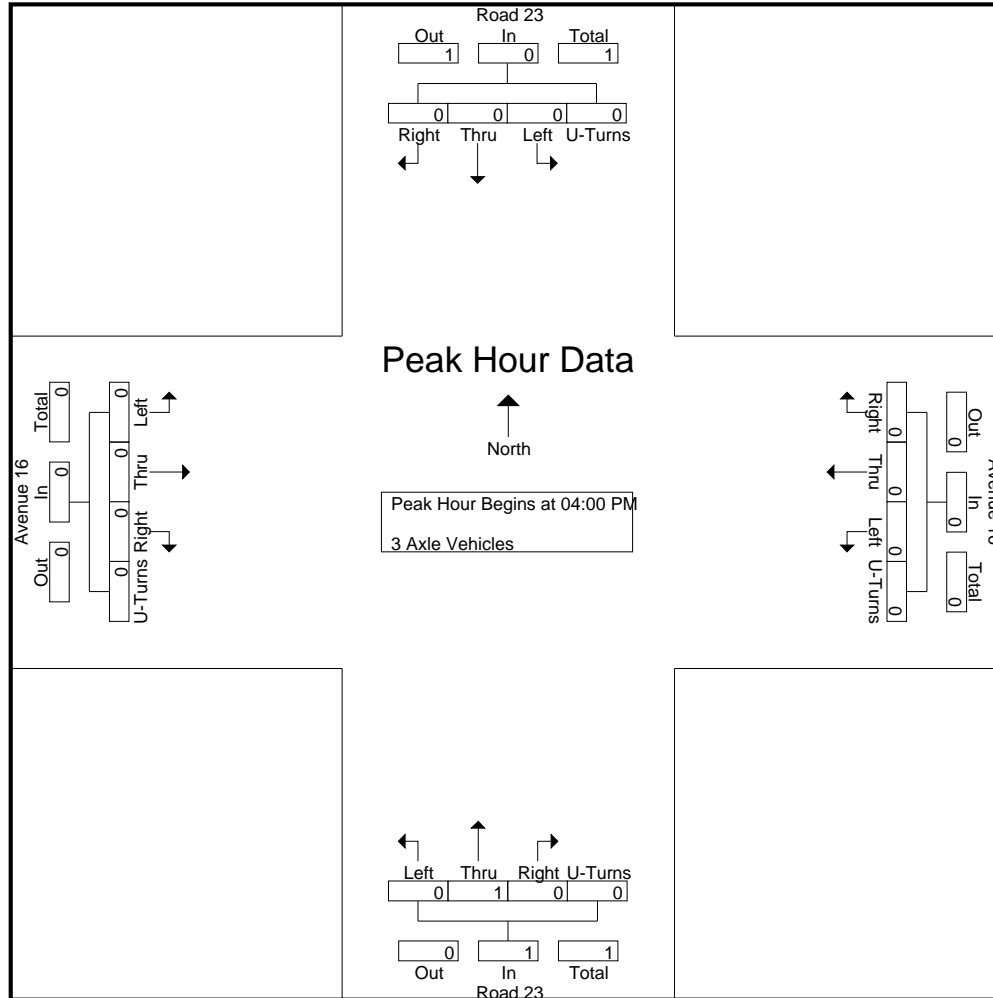 Road 23
Out In Total
1 0 1
0 0 0 0
Right Thru Left U-Turns
Peak Hour Data
North
Peak Hour Begins at 04:00 PM
3 Axle Vehicles
Avenue 16
Out In Total
0 0 0
0 0 0 0
U-Turns Right Thru Left
Out In Total
0 0 0
0 0 0 0
Right Thru Left U-Turns
Left Thru Right U-Turns
0 1 0 0
0 1 1
Out In Total
Road 23